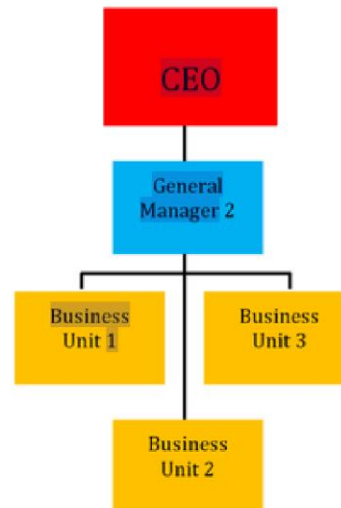 CEO
General
Manager 2
Business
Unit 1
Business
Unit 3
Business
Unit 2